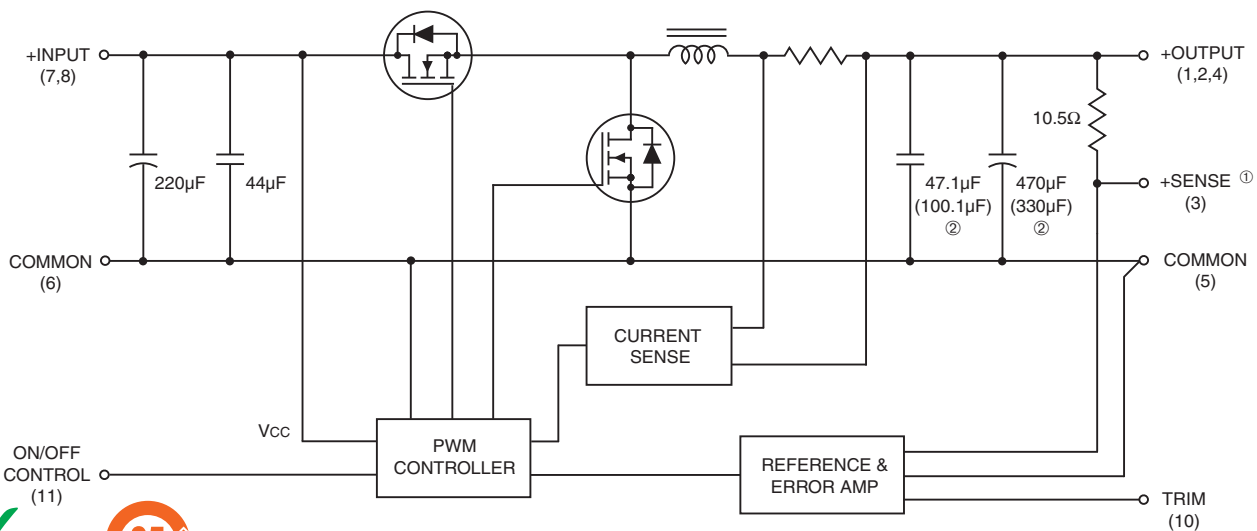 +INPUT
(7,8)
220µF
44µF
COMMON
(6)
+OUTPUT
(1,2,4)
10.5Ω
+SENSE ①
(3)
47.1µF
(100.1µF)
②
470µF
(330µF)
②
COMMON
(5)
CURRENT
SENSE
VCC
PWM
CONTROLLER
REFERENCE &
ERROR AMP
ON/OFF
CONTROL
(11)
TRIM
(10)